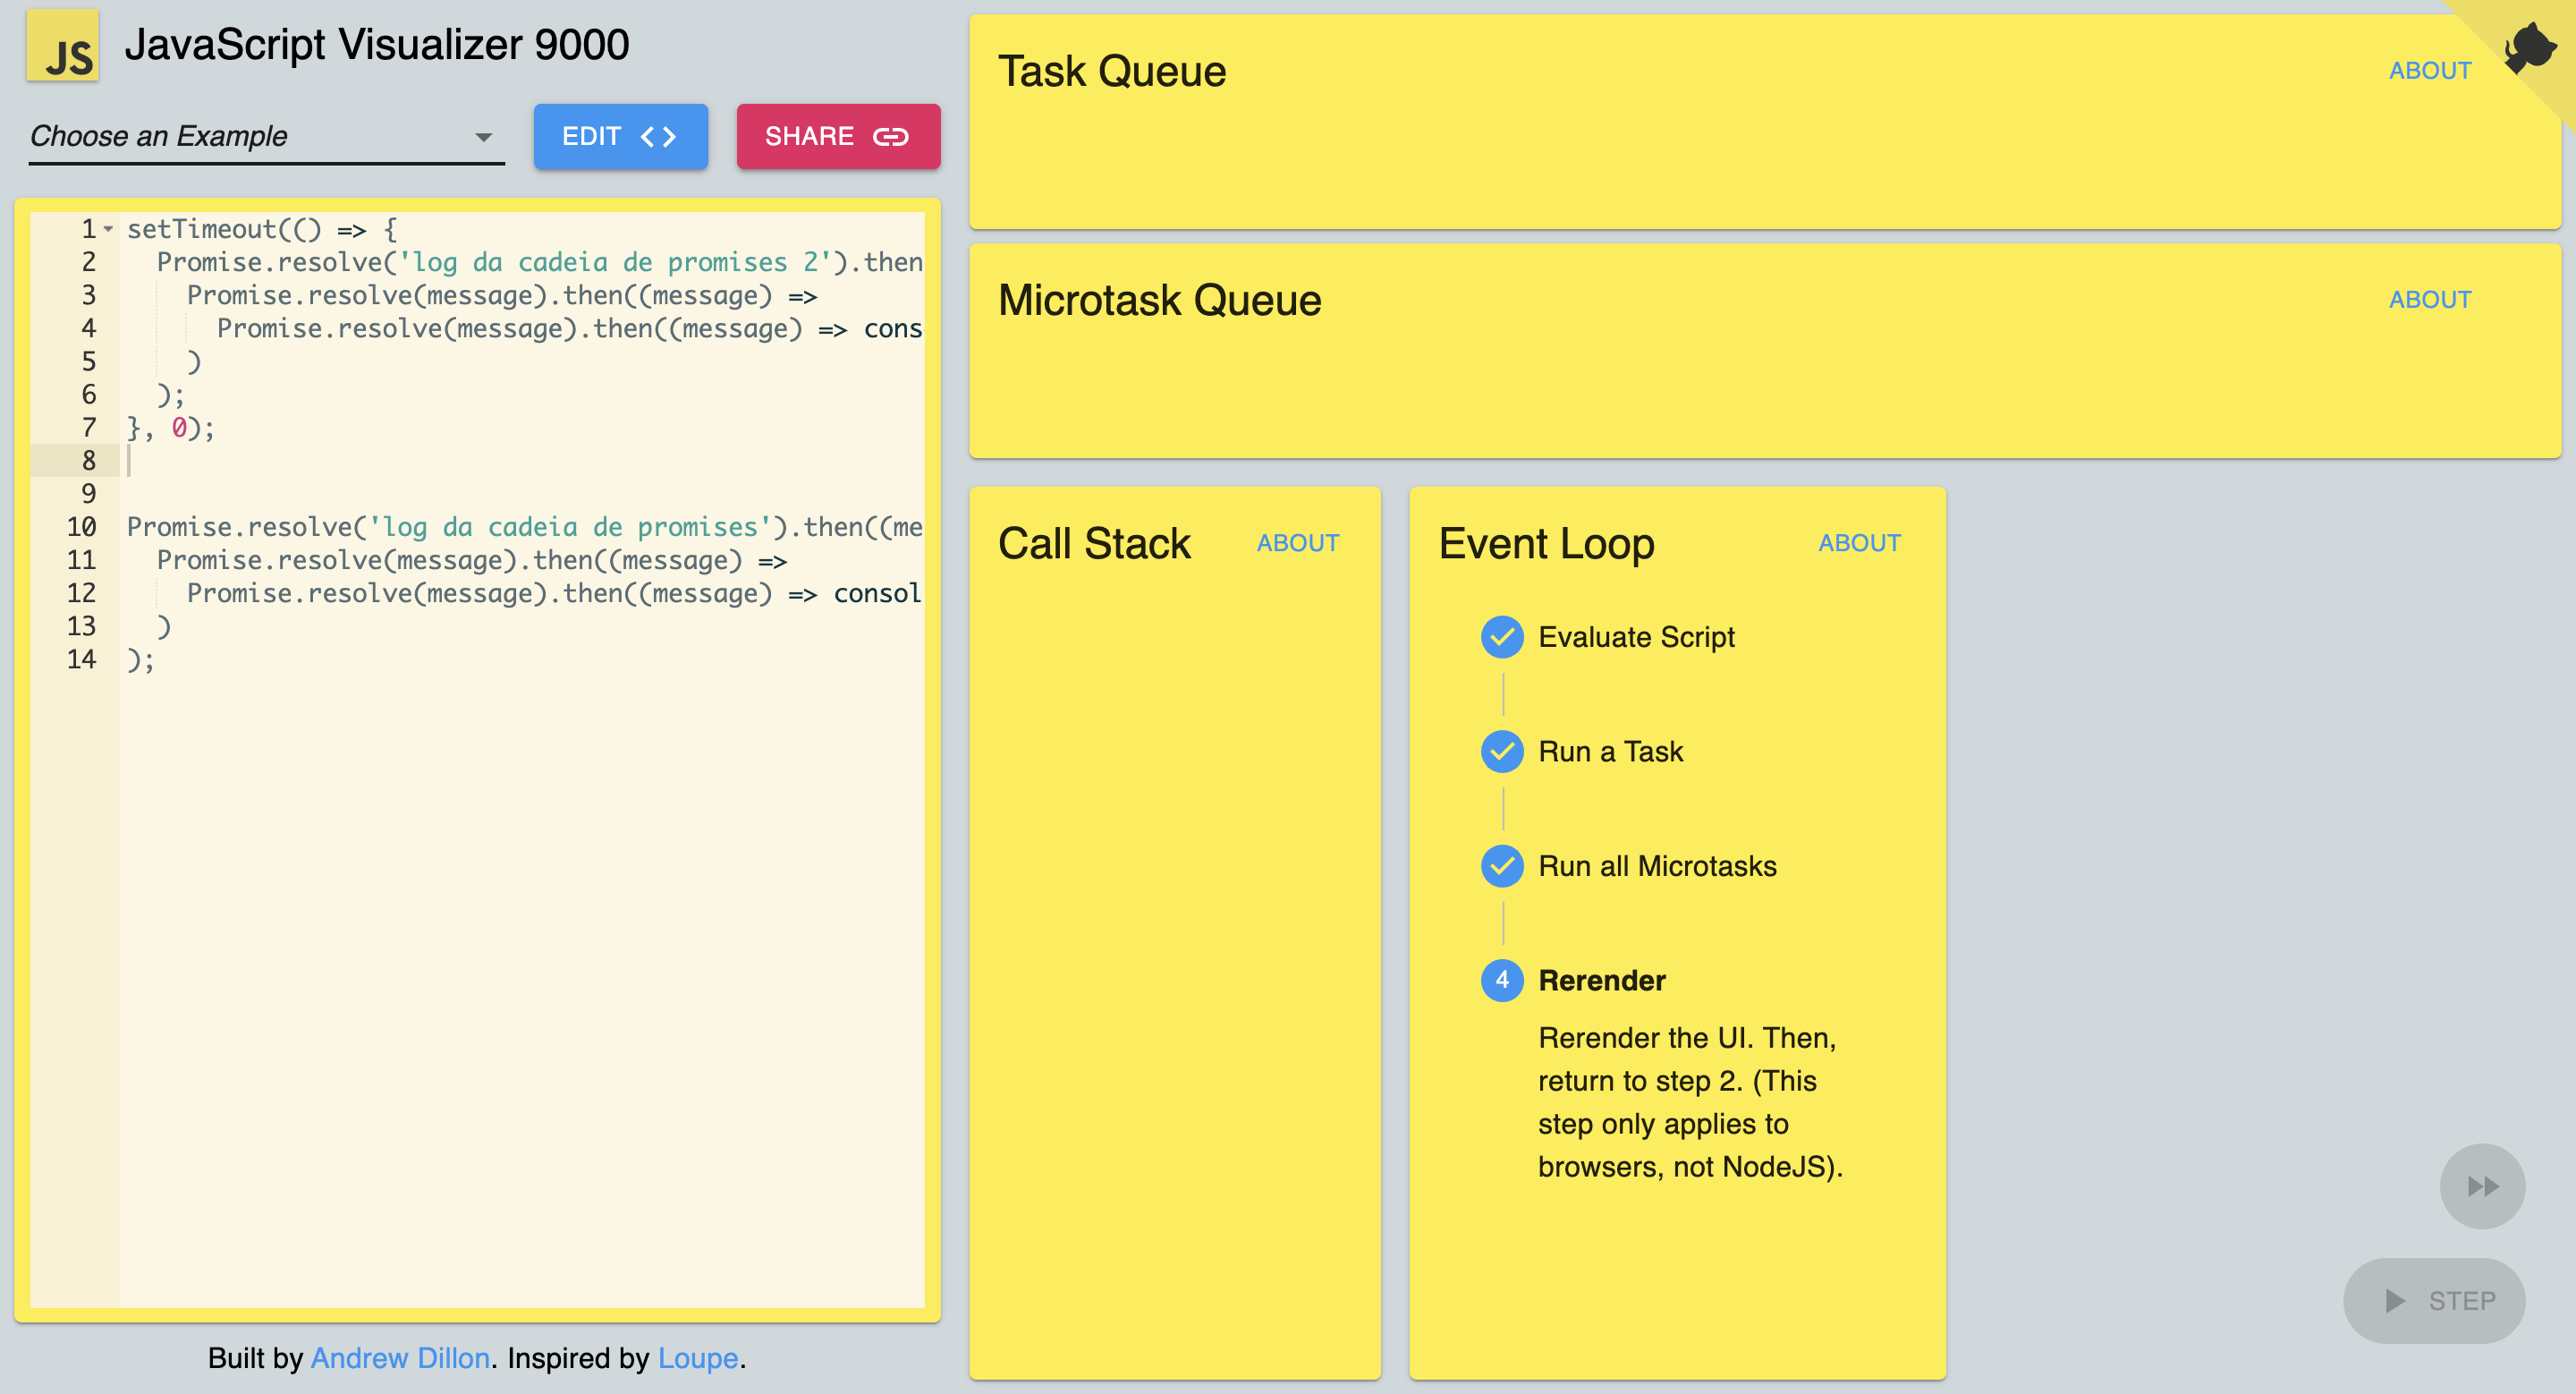 JS
JavaScript Visualizer 9000
Choose an Example
EDIT <>
SHARE
1 setTimeout(() => {
2   Promise.resolve('log da cadeia de promises 2').then
3     Promise.resolve(message).then((message) =>
4       Promise.resolve(message).then((message) => cons
5     )
6   );
7 }, 0);
8
9
10 Promise.resolve('log da cadeia de promises').then((me
11   Promise.resolve(message).then((message) =>
12     Promise.resolve(message).then((message) => consol
13   )
14 );
Built by Andrew Dillon. Inspired by Loupe.
Task Queue
ABOUT
Microtask Queue
ABOUT
Call Stack
ABOUT
Event Loop
ABOUT
Evaluate Script
Run a Task
Run all Microtasks
4 Rerender
Rerender the UI. Then,
return to step 2. (This
step only applies to
browsers, not NodeJS).
STEP